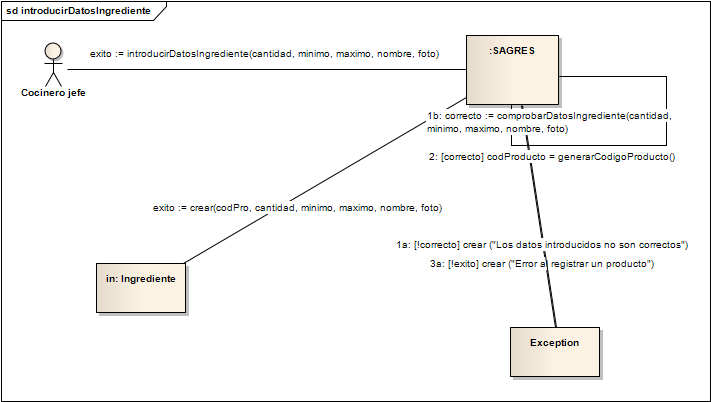 sd introducirDatosIngrediente
exito := introducirDatosIngrediente(cantidad, minimo, maximo, nombre, foto)
:SAGRES
Cocinero jefe
1b: correcto := comprobarDatosIngrediente(cantidad,
minimo, maximo, nombre, foto)
2: [correcto] codProducto = generarCodigoProducto()
exito := crear(codPro, cantidad, minimo, maximo, nombre, foto)
1a: [!correcto] crear ("Los datos introducidos no son correctos")
3a: [!exito] crear ("Error al registrar un producto")
in: Ingrediente
Exception